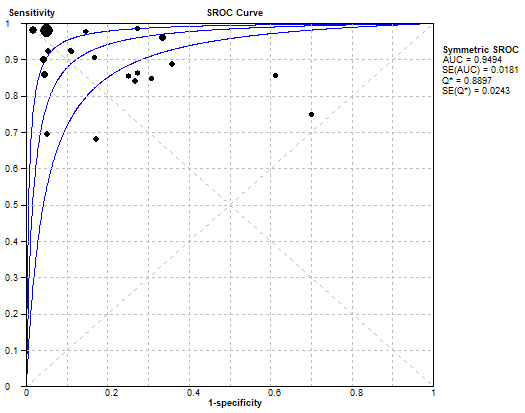 Sensitivity
SROC Curve
1
0.9
0.8
0.7
0.6
0.5
0.4
0.3
0.2
0.1
0
Symmetric SROC
AUC = 0.9494
SE(AUC) = 0.0181
Q* = 0.8897
SE(Q*) = 0.0243
0 0.2 0.4 0.6 0.8 1
1-specificity